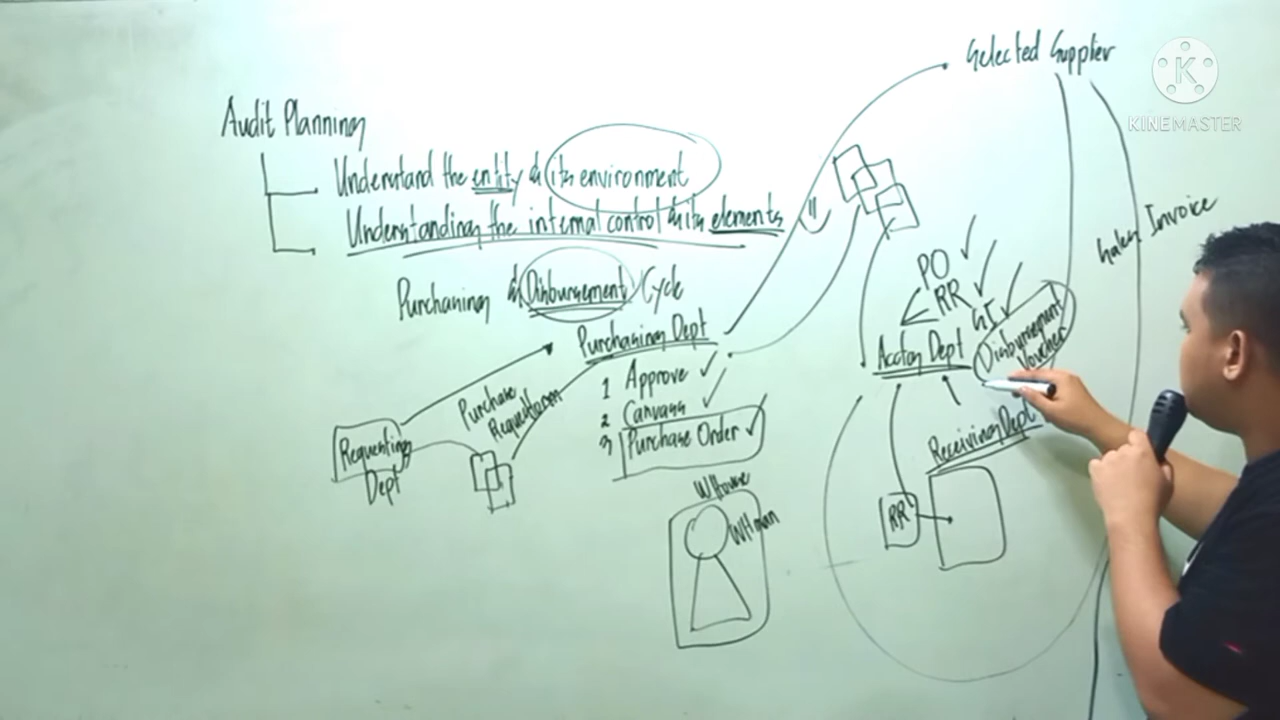 Selected Supplier
KINEMASTER
Audit Planning
Understand the entity & its environment
Understanding the internal control & its elements
Purchasing & Disbursement Cycle
Sales Invoice
PO
RR
SI
Purchasing Dept
Acctng Dept
Disbursement
Voucher
1 Approve
2 Canvass
3 Purchase Order
Purchase
Requisition
Requesting
Dept
Receiving Dept
WHouse
WHman
RR